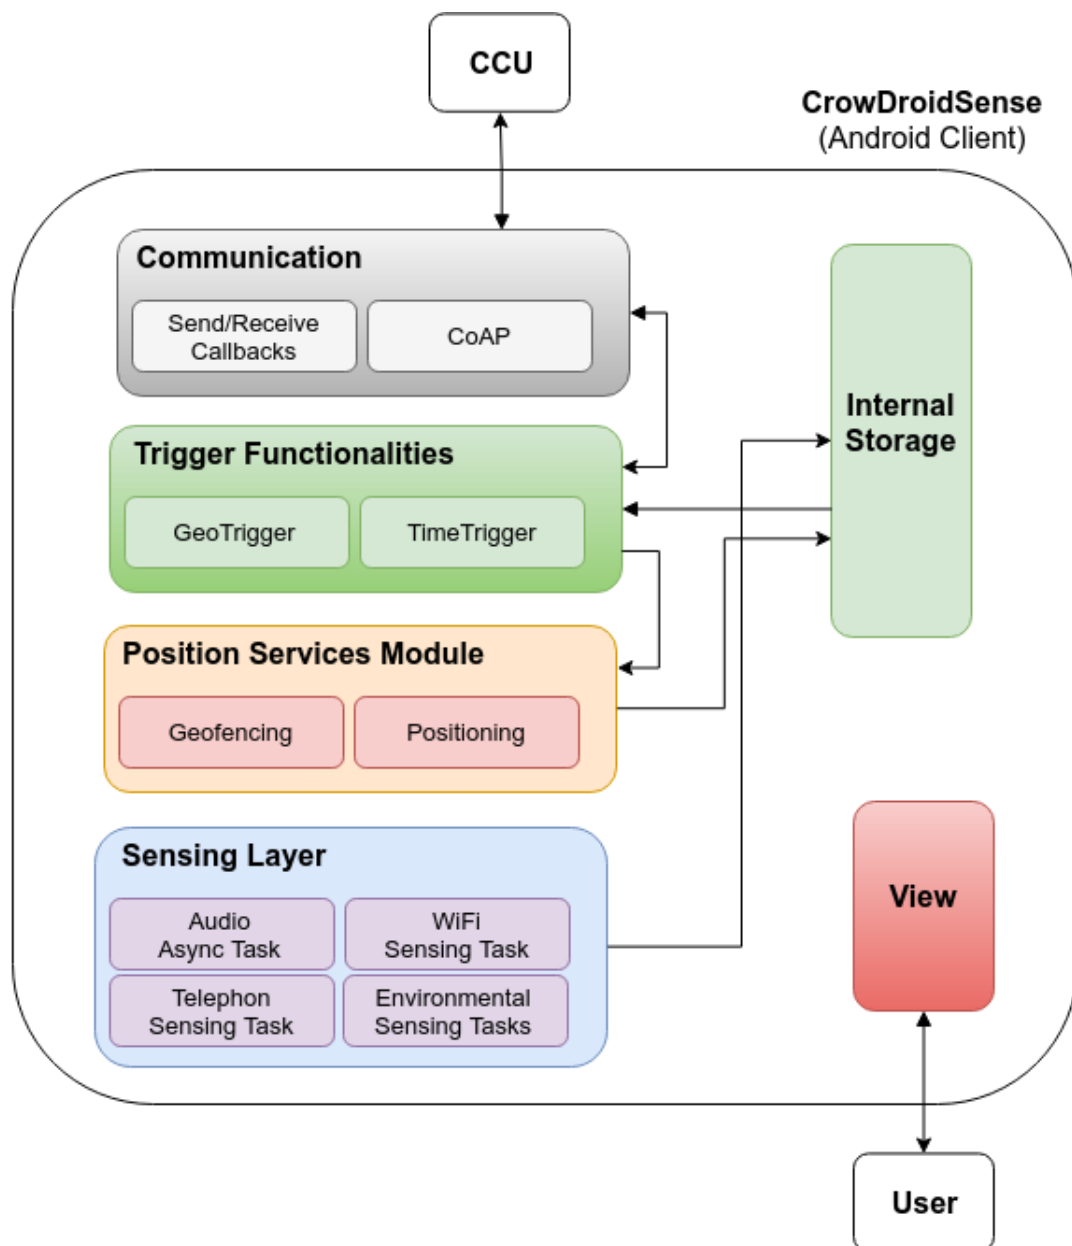 CCU
CrowDroidSense
(Android Client)
Communication
Send/Receive
Callbacks
CoAP
Trigger Functionalities
GeoTrigger
TimeTrigger
Internal
Storage
Position Services Module
Geofencing
Positioning
Sensing Layer
Audio
Async Task
WiFi
Sensing Task
Telephon
Sensing Task
Environmental
Sensing Tasks
View
User